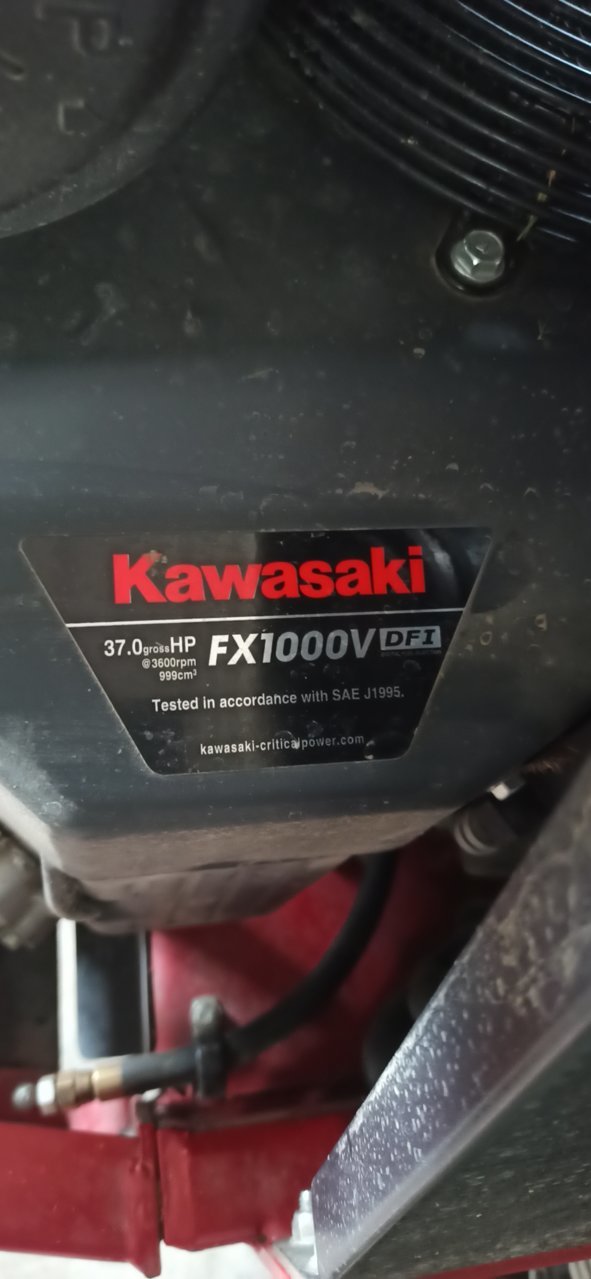 Kawasaki
37.0grossHP
@3600rpm
999cm³
FX1000V DFI
Tested in accordance with SAE J1995.
kawasaki-criticalpower.com